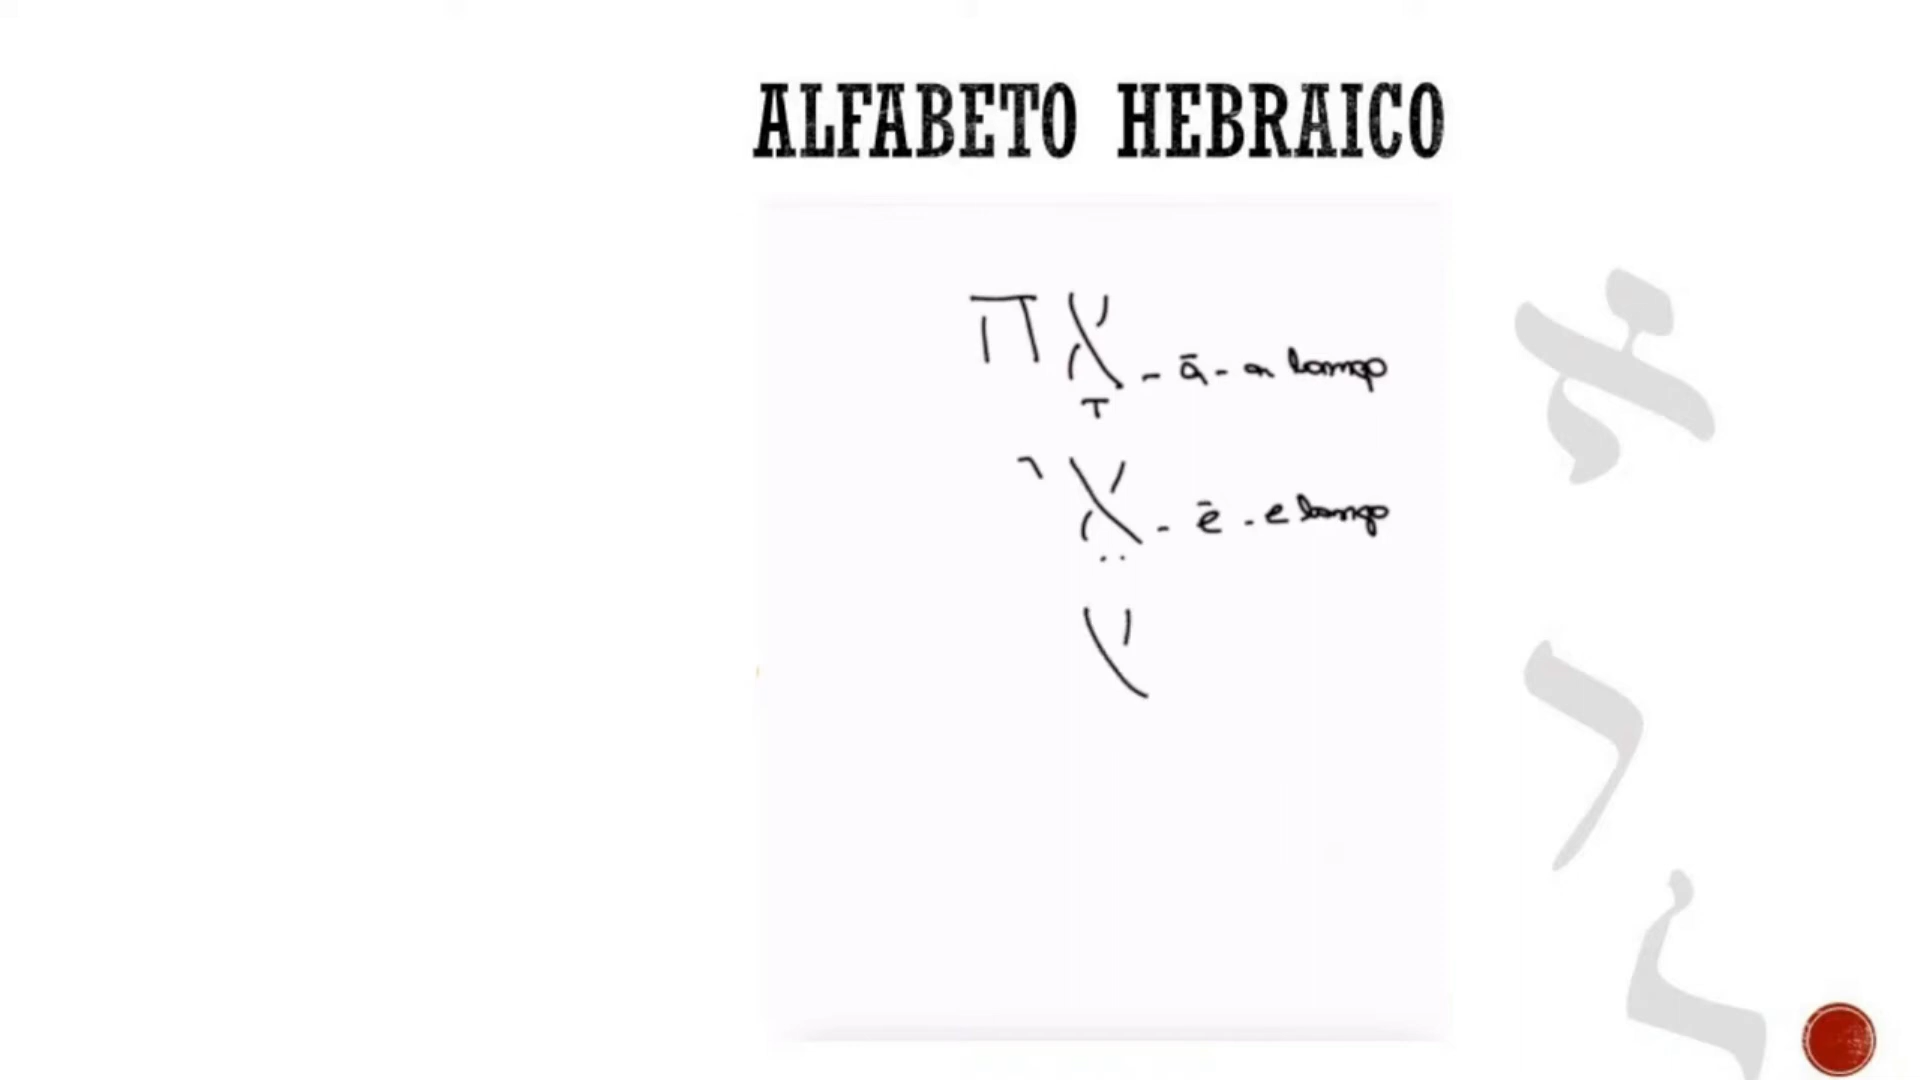 ALFABETO HEBRAICO
אָה - ā - a longo
אֵי - ē - e longo